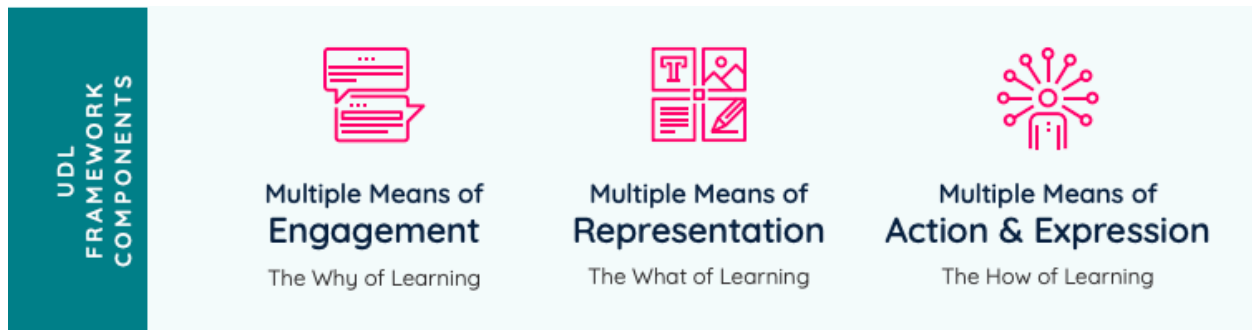 UDL
FRAMEWORK
COMPONENTS
Multiple Means of
Engagement
The Why of Learning
T
Multiple Means of
Representation
The What of Learning
Multiple Means of
Action & Expression
The How of Learning